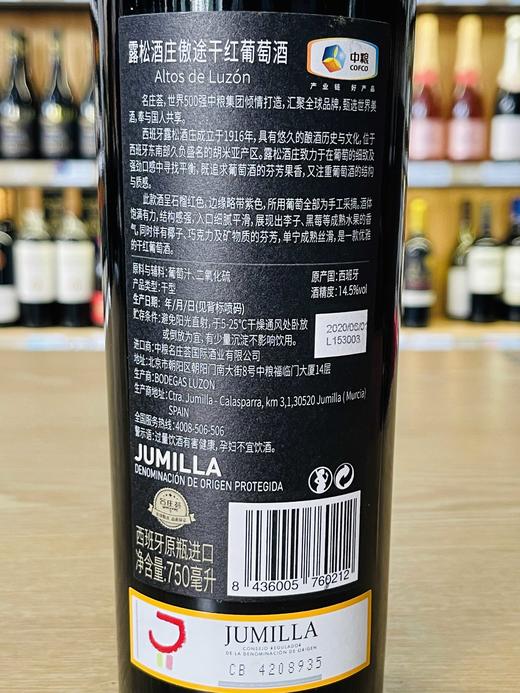 露松酒庄傲途干红葡萄酒
Altos de Luzón
中粮
COFCO
产业链 好产品
名庄荟, 世界500强中粮集团倾情打造, 汇聚全球品牌, 甄选世界美
酒, 奉与国人共享。
西班牙露松酒庄成立于1916年, 具有悠久的酿酒历史与文化, 位于
西班牙东南部久负盛名的胡米亚产区。露松酒庄致力于在葡萄的细致及
强劲口感中寻找平衡, 既追求葡萄酒的芬芳果香, 又注重葡萄酒的结构
与质感。
此款酒呈石榴红色, 边缘略带紫色, 所用葡萄全部为手工采摘。酒体
饱满有力, 结构感强, 入口细腻平滑, 展现出李子、黑莓等成熟水果的香
气, 同时伴有椰子、巧克力及矿物质的芬芳, 单宁成熟丝滑, 是一款优雅
的干红葡萄酒。
原料与辅料: 葡萄汁、二氧化硫
原产国: 西班牙
产品类型: 干型
酒精度: 14.5%vol
生产日期: 年/月/日(见背标喷码)
贮存条件: 避免阳光直射, 于5-25℃干燥通风处卧放
或倒放为宜, 有少量沉淀不影响饮用。
2020/06/01
L153003
进口商: 中粮名庄荟国际酒业有限公司
地址: 北京市朝阳区朝阳门南大街8号中粮福临门大厦14层
生产商: BODEGAS LUZON
生产商地址: Ctra. Jumilla - Calasparra, km 3,1,30520 Jumilla ( Murcia)
SPAIN
全国服务热线: 4008-506-506
警示语: 过量饮酒有害健康, 孕妇不宜饮酒。
JUMILLA
DENOMINACIÓN DE ORIGEN PROTEGIDA
名庄荟
西班牙原瓶进口
净含量: 750毫升
8 436005 760212
JUMILLA
CONSEJO REGULADOR
DE LA DENOMINACIÓN DE ORIGEN
CB 4208935